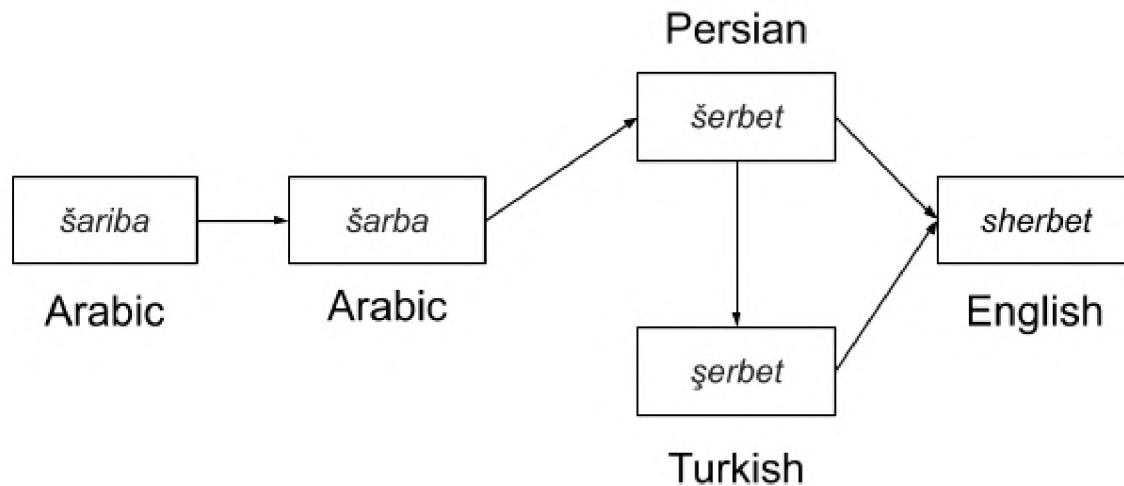 Persian
šerbet
šariba
šarba
sherbet
Arabic
Arabic
English
şerbet
Turkish